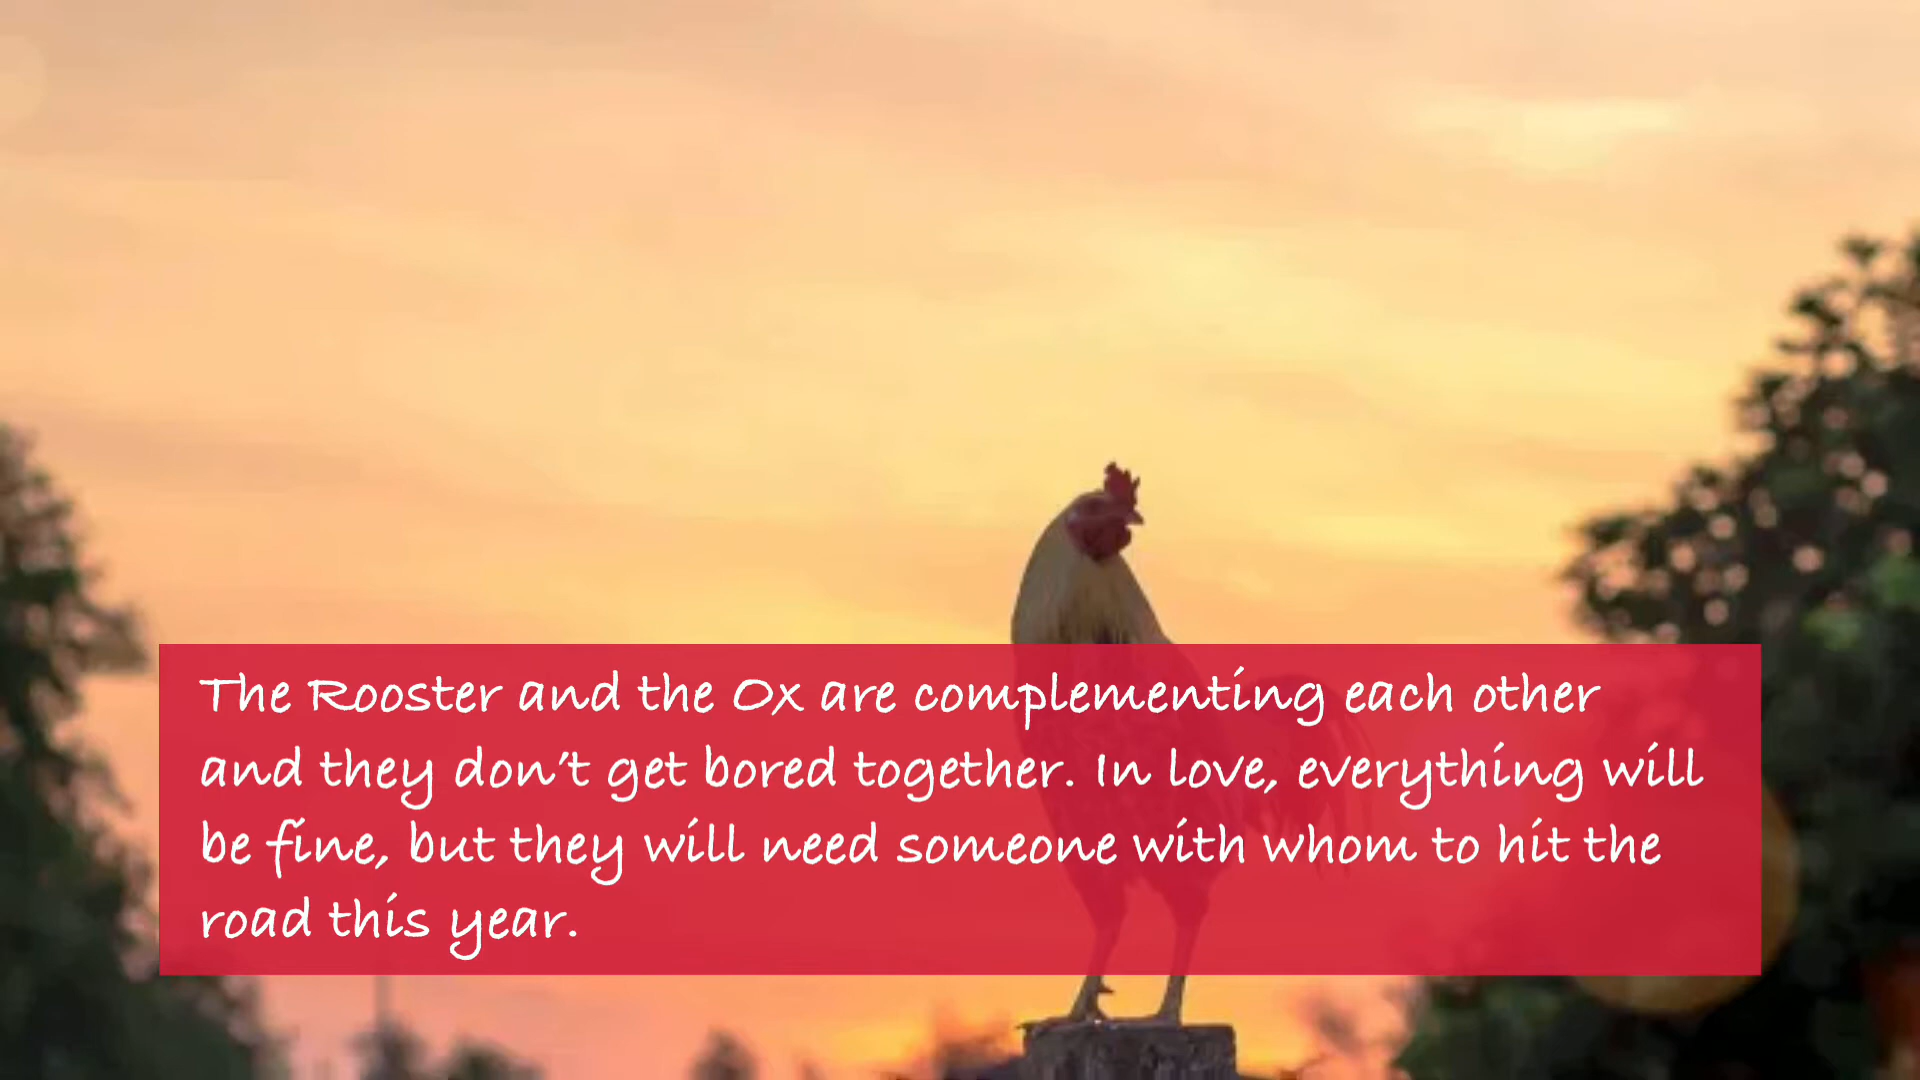 The Rooster and the Ox are complementing each other
and they don't get bored together. In love, everything will
be fine, but they will need someone with whom to hit the
road this year.